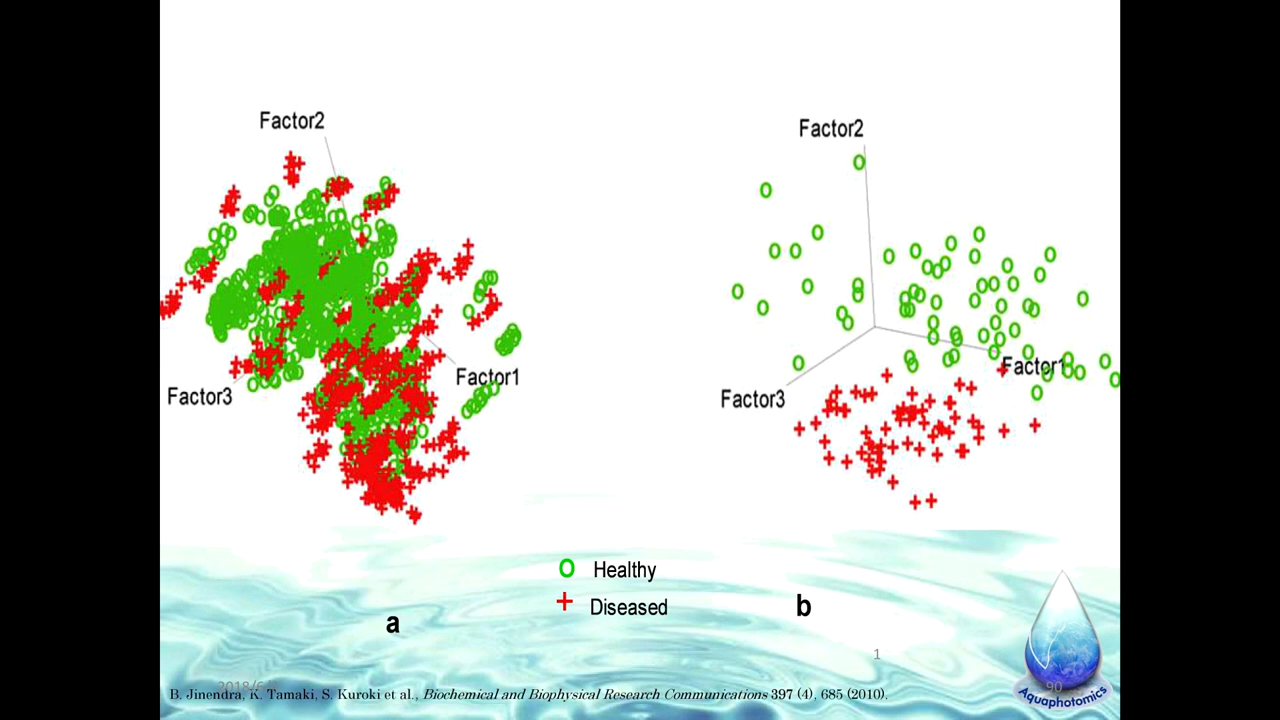 Factor2
Factor2
Factor1
Factor3
Factor1
Factor3
O Healthy
+ Diseased
a
b
1
90
Aquaphotomics
B. Jinendra, K. Tamaki, S. Kuroki et al., Biochemical and Biophysical Research Communications 397 (4), 685 (2010).